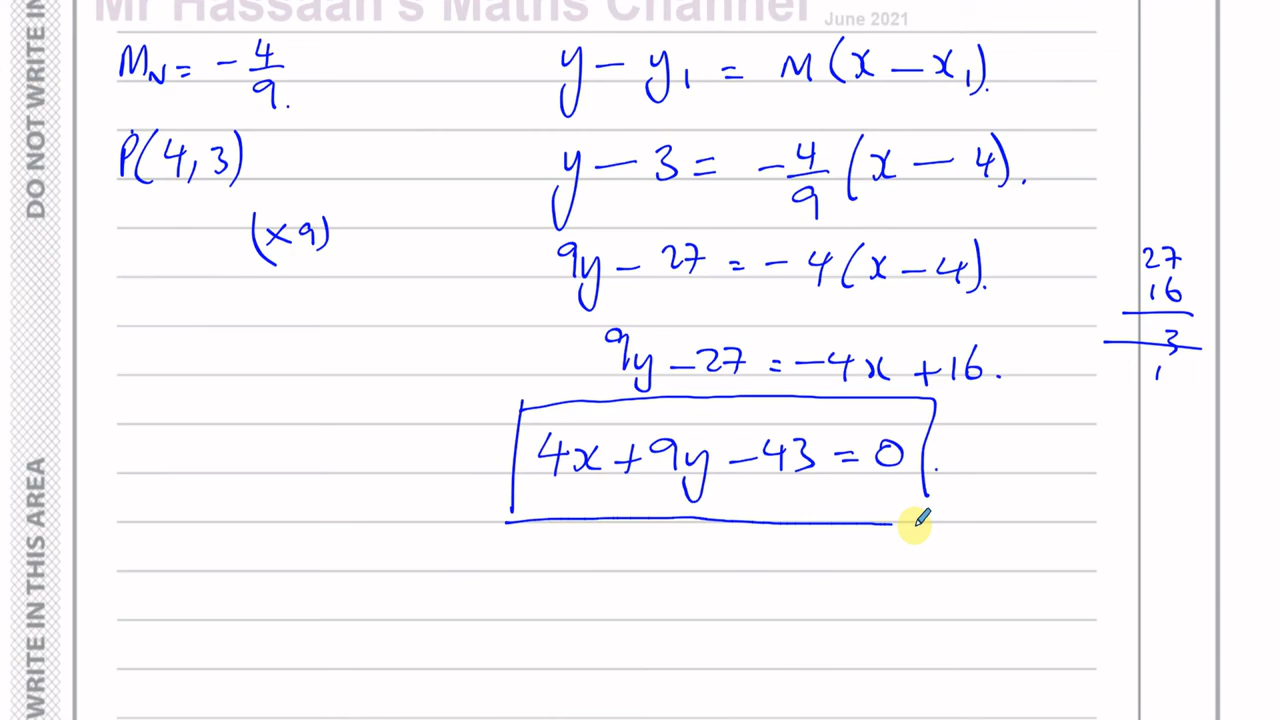 Mr Hassaan's Maths Channel
June 2021
M_N = -4/9.
y - y₁ = M(x - x₁).
P(4,3)
y - 3 = -4/9 (x - 4).
(×9)
9y - 27 = -4(x - 4).
27
16
3
1
9y - 27 = -4x + 16.
4x + 9y - 43 = 0.
DO NOT WRITE IN
WRITE IN THIS AREA